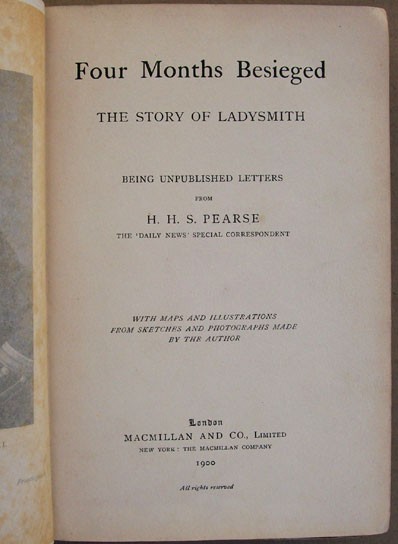 Four Months Besieged
THE STORY OF LADYSMITH
BEING UNPUBLISHED LETTERS
FROM
H. H. S. PEARSE
THE 'DAILY NEWS' SPECIAL CORRESPONDENT
WITH MAPS AND ILLUSTRATIONS
FROM SKETCHES AND PHOTOGRAPHS MADE
BY THE AUTHOR
London
MACMILLAN AND CO., LIMITED
NEW YORK: THE MACMILLAN COMPANY
1900
All rights reserved